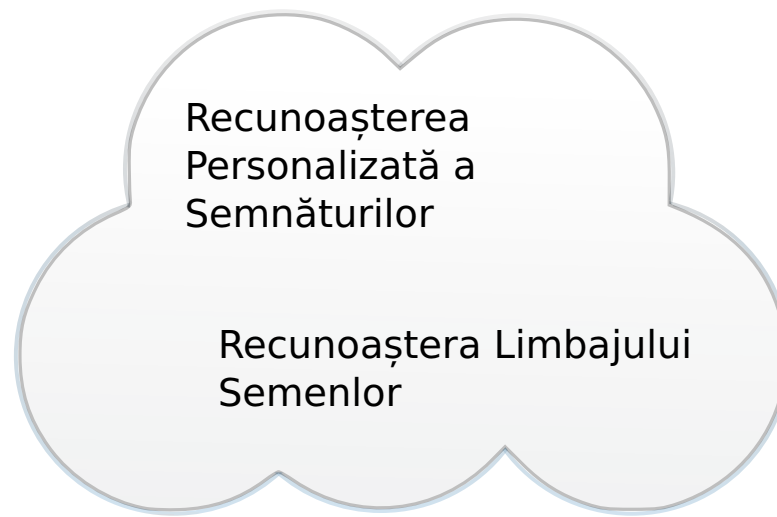 Recunoașterea
Personalizată a
Semnăturilor
Recunoaștera Limbajului
Semenlor